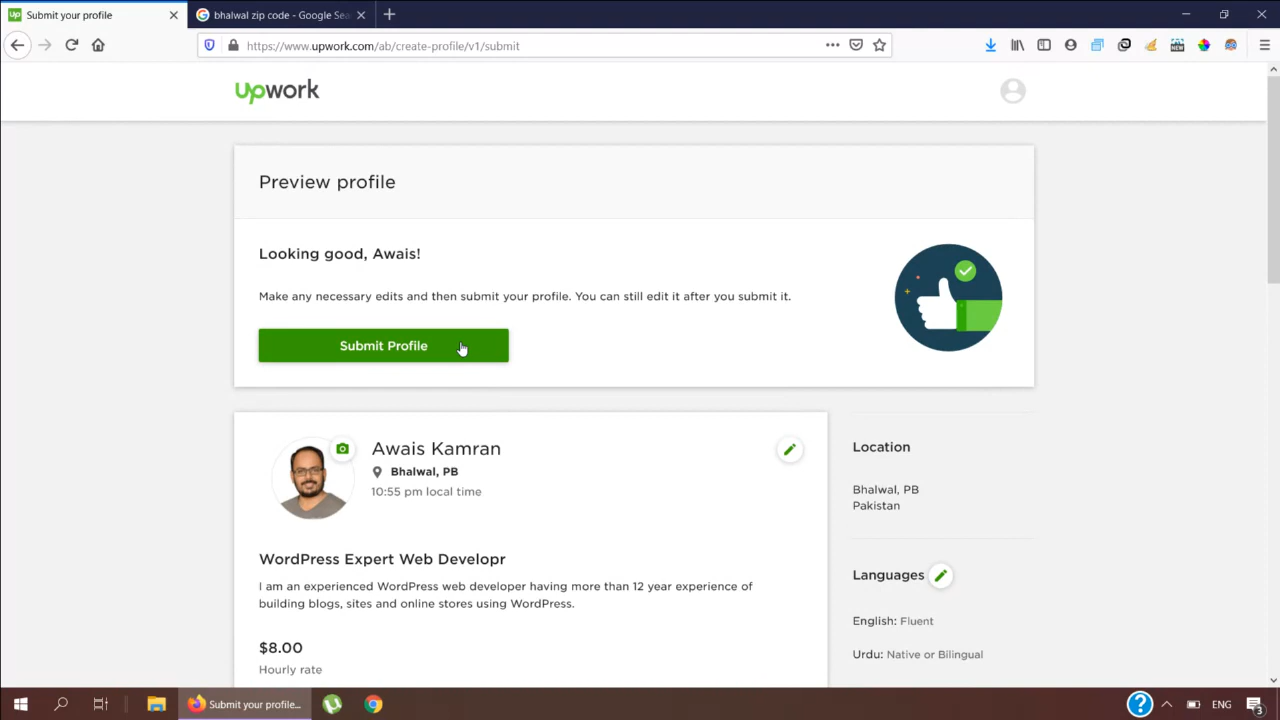 Submit your profile
bhalwal zip code - Google Sea
https://www.upwork.com/ab/create-profile/v1/submit
upwork
Preview profile
Looking good, Awais!
Make any necessary edits and then submit your profile. You can still edit it after you submit it.
Submit Profile
Awais Kamran
Bhalwal, PB
10:55 pm local time
WordPress Expert Web Developr
I am an experienced WordPress web developer having more than 12 year experience of
building blogs, sites and online stores using WordPress.
$8.00
Hourly rate
Location
Bhalwal, PB
Pakistan
Languages
English: Fluent
Urdu: Native or Bilingual
Submit your profile...
ENG
3